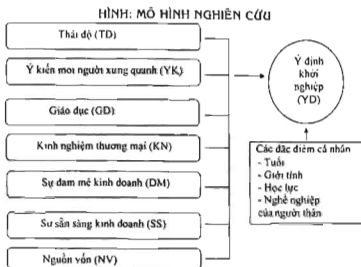 HÌNH: MÔ HÌNH NGHIÊN CỨU
Thái độ (TD)
Ý kiến mọi người xung quanh (YK)
Giáo dục (GD)
Kinh nghiệm thương mại (KN)
Sự đam mê kinh doanh (DM)
Sư sẵn sàng kinh doanh (SS)
Nguồn vốn (NV)
Ý định
khởi
nghiệp
(YD)
Các đặc điểm cá nhân
- Tuổi
- Giới tính
- Học lực
- Nghề nghiệp
của người thân